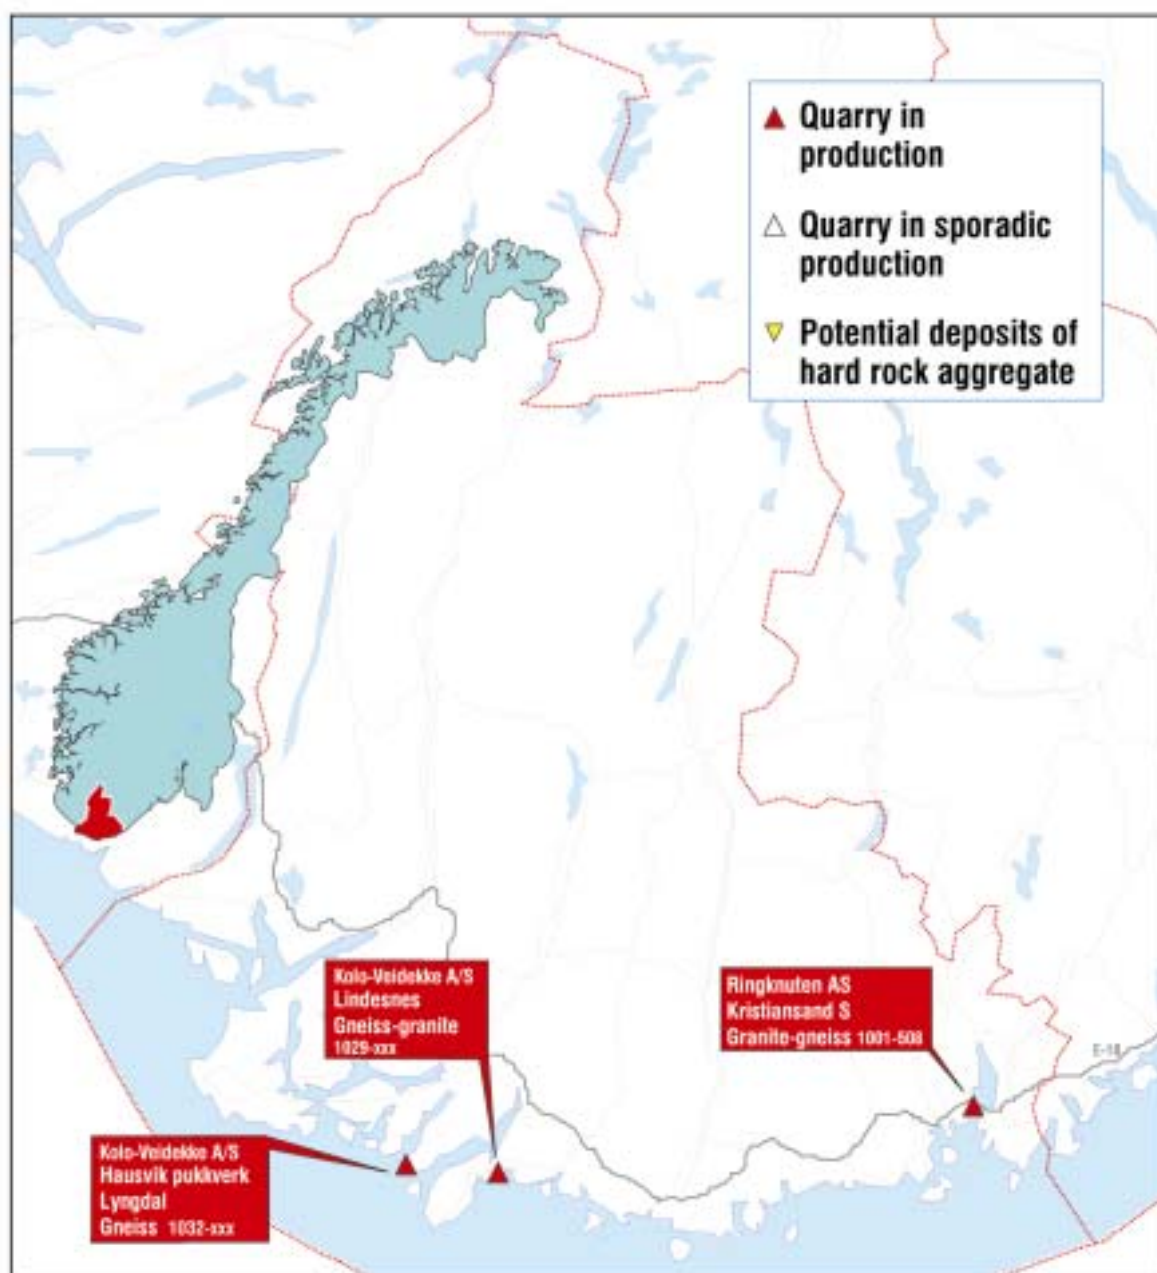 Quarry in
production
Quarry in sporadic
production
Potential deposits of
hard rock aggregate
Kolo-Veidekke A/S
Lindesnes
Gneiss-granite
1029-xxx
Ringknuten AS
Kristiansand S
Granite-gneiss 1001-508
E-18
Kolo-Veidekke A/S
Hausvik pukkverk
Lyngdal
Gneiss 1032-xxx